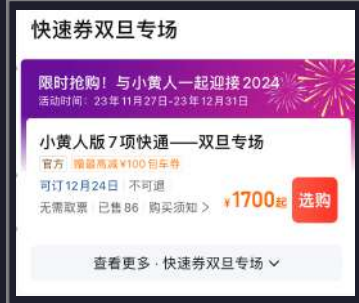 快速券双旦专场
限时抢购！与小黄人一起迎接2024
活动时间：23年11月27日-23年12月31日
小黄人版7项快通——双旦专场
官方 赠最高减¥100包车券
可订12月24日 不可退
无需取票 已售86 购买须知 >
¥1700起 选购
查看更多·快速券双旦专场